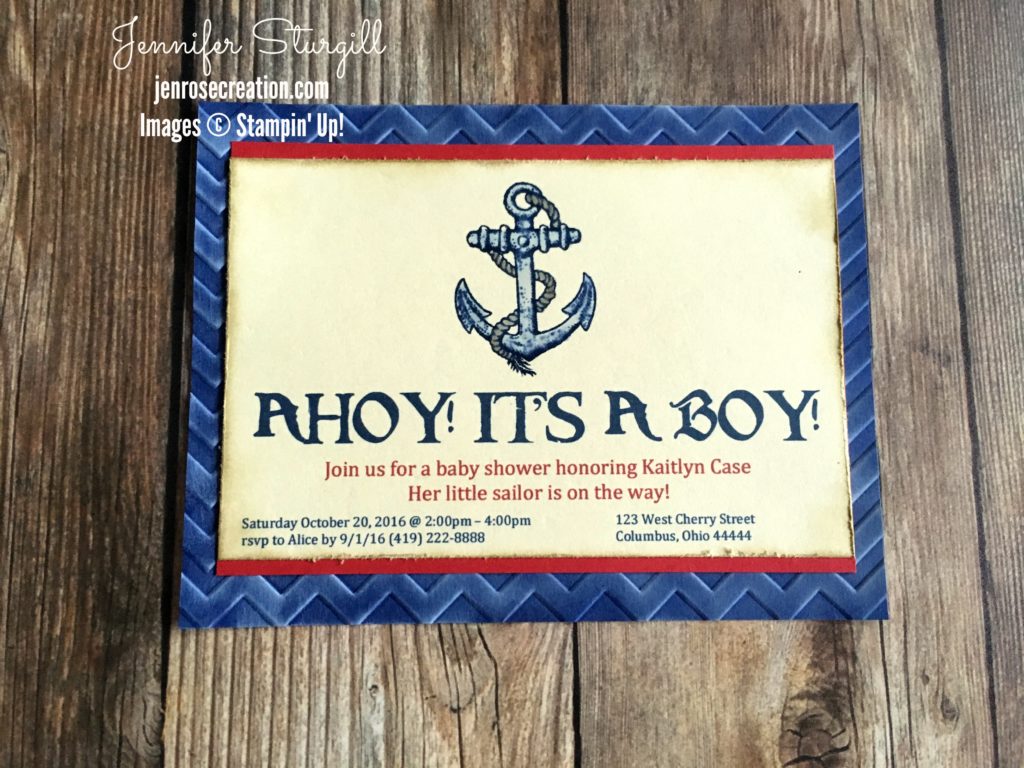 Jennifer Sturgill
jenrosecreation.com
Images © Stampin' Up!
AHOY! IT'S A BOY!
Join us for a baby shower honoring Kaitlyn Case
Her little sailor is on the way!
Saturday October 20, 2016 @ 2:00pm – 4:00pm
rsvp to Alice by 9/1/16 (419) 222-8888
123 West Cherry Street
Columbus, Ohio 44444